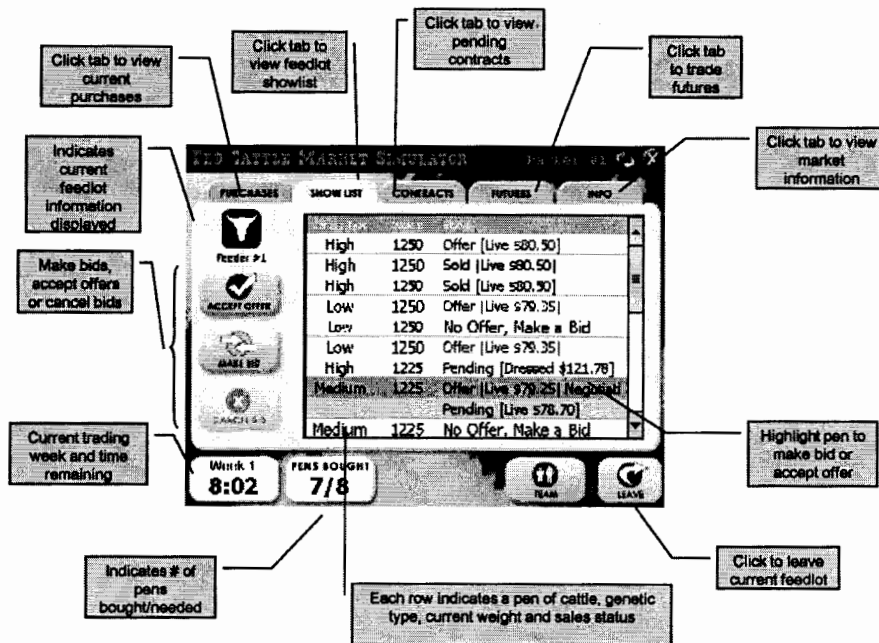 Click tab to view
pending
contracts
Click tab to
view feedlot
showlist
Click tab
to trade
futures
Click tab to view
current
purchases
Click tab to view
market
information
Indicates
current
feedlot
information
displayed
FED CATTLE MARKET SIMULATOR
PURCHASES
SHOW LIST
CONTRACTS
FUTURES
INFO
Feeder #1
High 1250 Offer [Live $80.50]
High 1250 Sold [Live $80.50]
High 1250 Sold [Live $80.50]
Low 1250 Offer [Live $79.35]
Low 1250 No Offer, Make a Bid
Low 1250 Offer [Live $79.35]
High 1225 Pending [Dressed $121.78]
Medium 1225 Offer [Live $79.25]
Pending [Live $78.70]
Medium 1225 No Offer, Make a Bid
Make bids,
accept offers
or cancel bids
ACCEPT OFFER
MAKE BID
Current trading
week and time
remaining
Week 1
8:02
PENS BOUGHT
7/8
TEAM
LEAVE
Highlight pen to
make bid or
accept offer
Click to leave
current feedlot
Indicates # of
pens
bought/needed
Each row indicates a pen of cattle, genetic
type, current weight and sales status